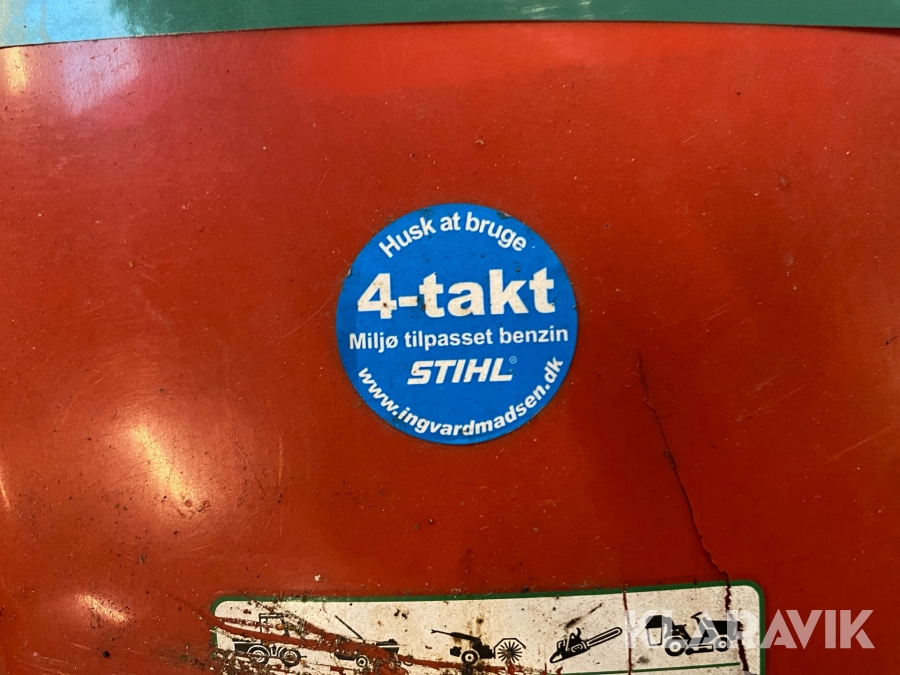 Husk at bruge
4-takt
Miljø tilpasset benzin
STIHL®
www.ingvardmadsen.dk
KLARAVIK